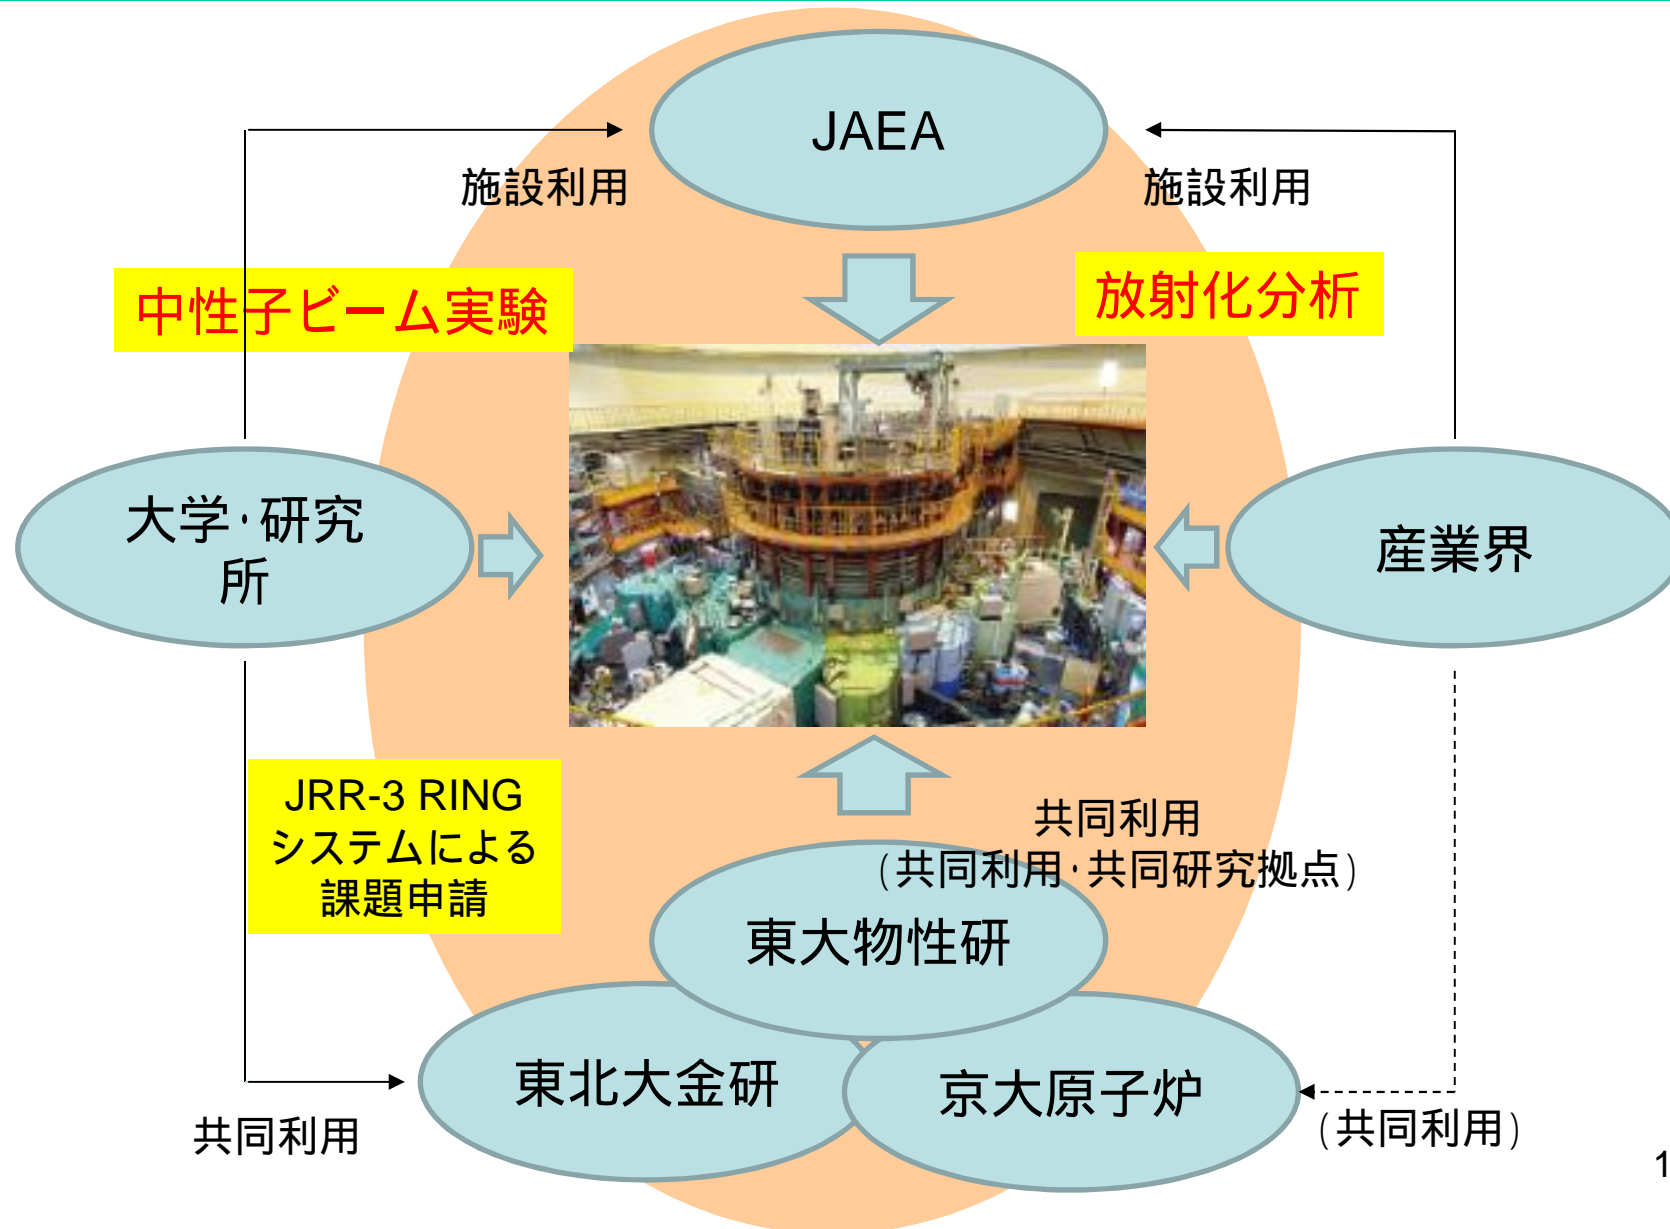 JAEA
施設利用
施設利用
中性子ビーム実験
放射化分析
大学・研究
所
産業界
JRR-3 RING
システムによる
課題申請
共同利用
(共同利用・共同研究拠点)
東大物性研
東北大金研
京大原子炉
共同利用
(共同利用)
1